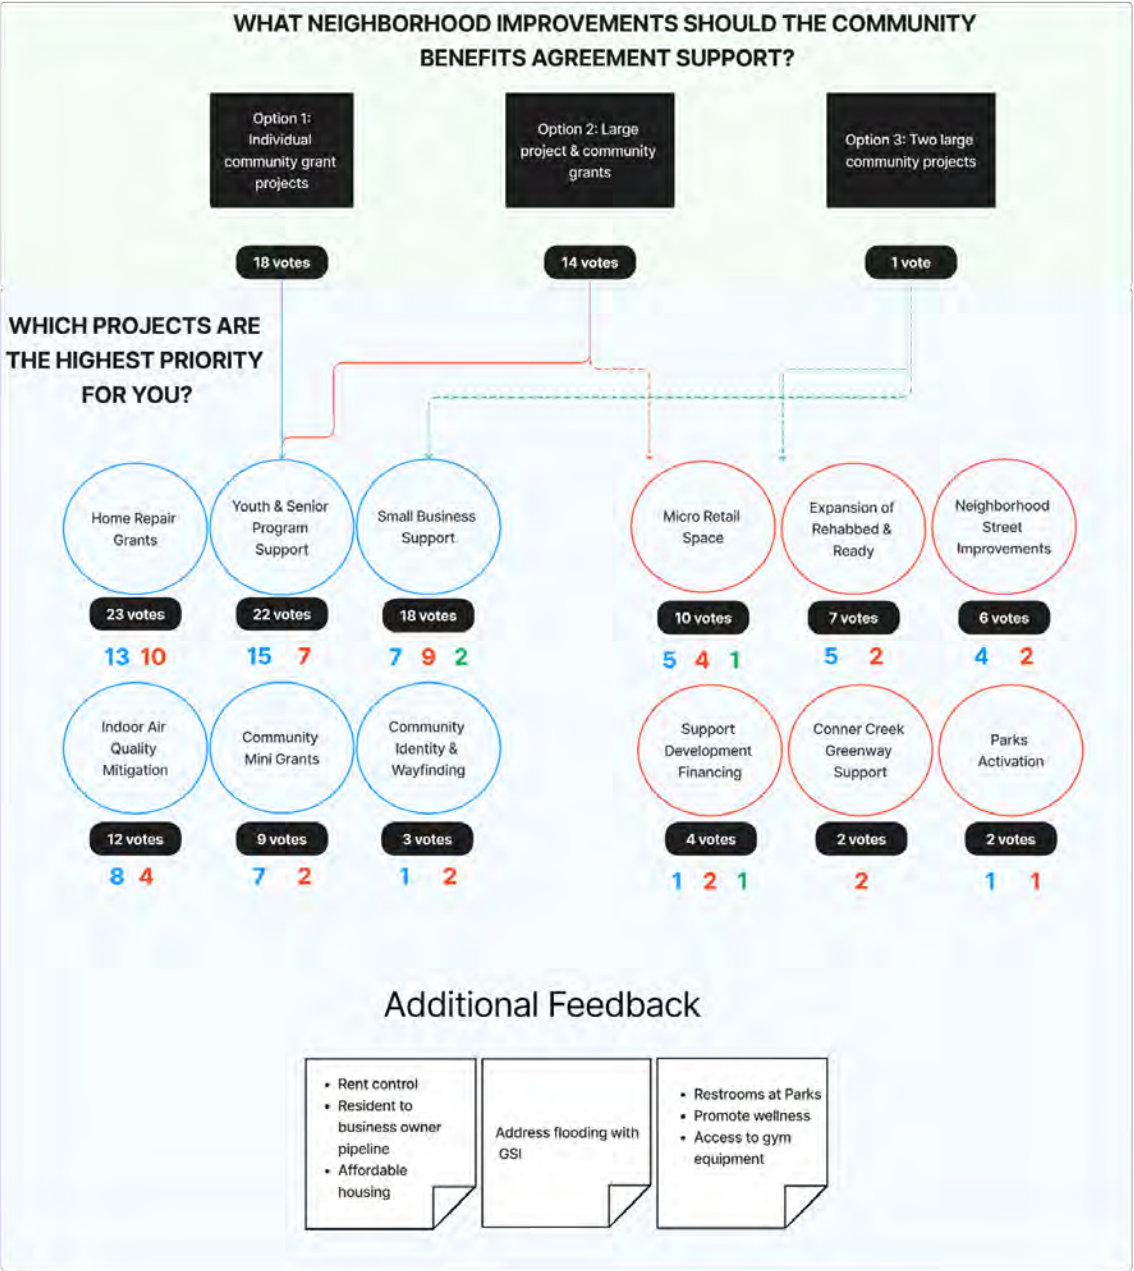 WHAT NEIGHBORHOOD IMPROVEMENTS SHOULD THE COMMUNITY
BENEFITS AGREEMENT SUPPORT?
Option 1:
Individual
community grant
projects
Option 2: Large
project & community
grants
Option 3: Two large
community projects
18 votes
14 votes
1 vote
WHICH PROJECTS ARE
THE HIGHEST PRIORITY
FOR YOU?
Home Repair
Grants
Youth & Senior
Program
Support
Small Business
Support
Micro Retail
Space
Expansion of
Rehabbed &
Ready
Neighborhood
Street
Improvements
23 votes
22 votes
18 votes
10 votes
7 votes
6 votes
13 10
15 7
7 9 2
5 4 1
5 2
4 2
Indoor Air
Quality
Mitigation
Community
Mini Grants
Community
Identity &
Wayfinding
Support
Development
Financing
Conner Creek
Greenway
Support
Parks
Activation
12 votes
9 votes
3 votes
4 votes
2 votes
2 votes
8 4
7 2
1 2
1 2 1
2
1 1
Additional Feedback
• Rent control
• Resident to
business owner
pipeline
• Affordable
housing
Address flooding with
GSI
• Restrooms at Parks
• Promote wellness
• Access to gym
equipment